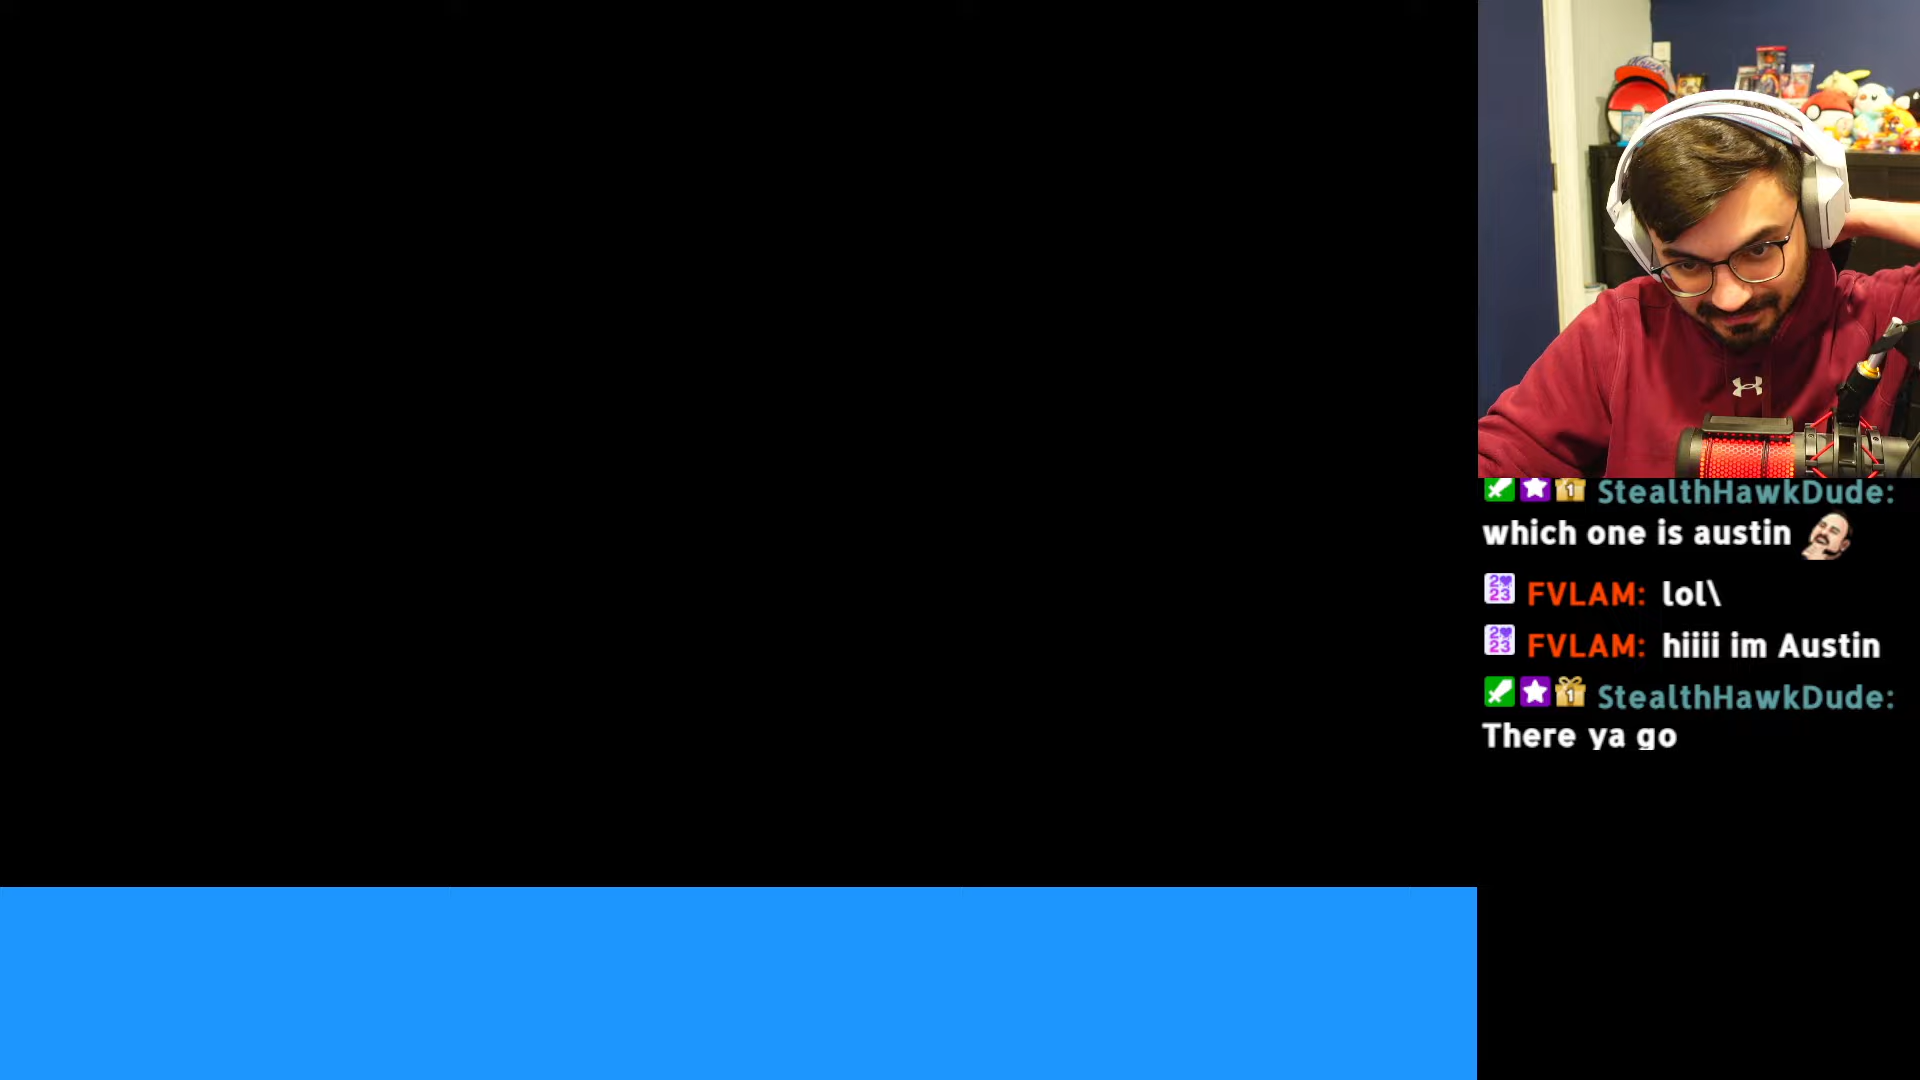 StealthHawkDude:
which one is austin
FVLAM: lol\
FVLAM: hiiii im Austin
StealthHawkDude:
There ya go